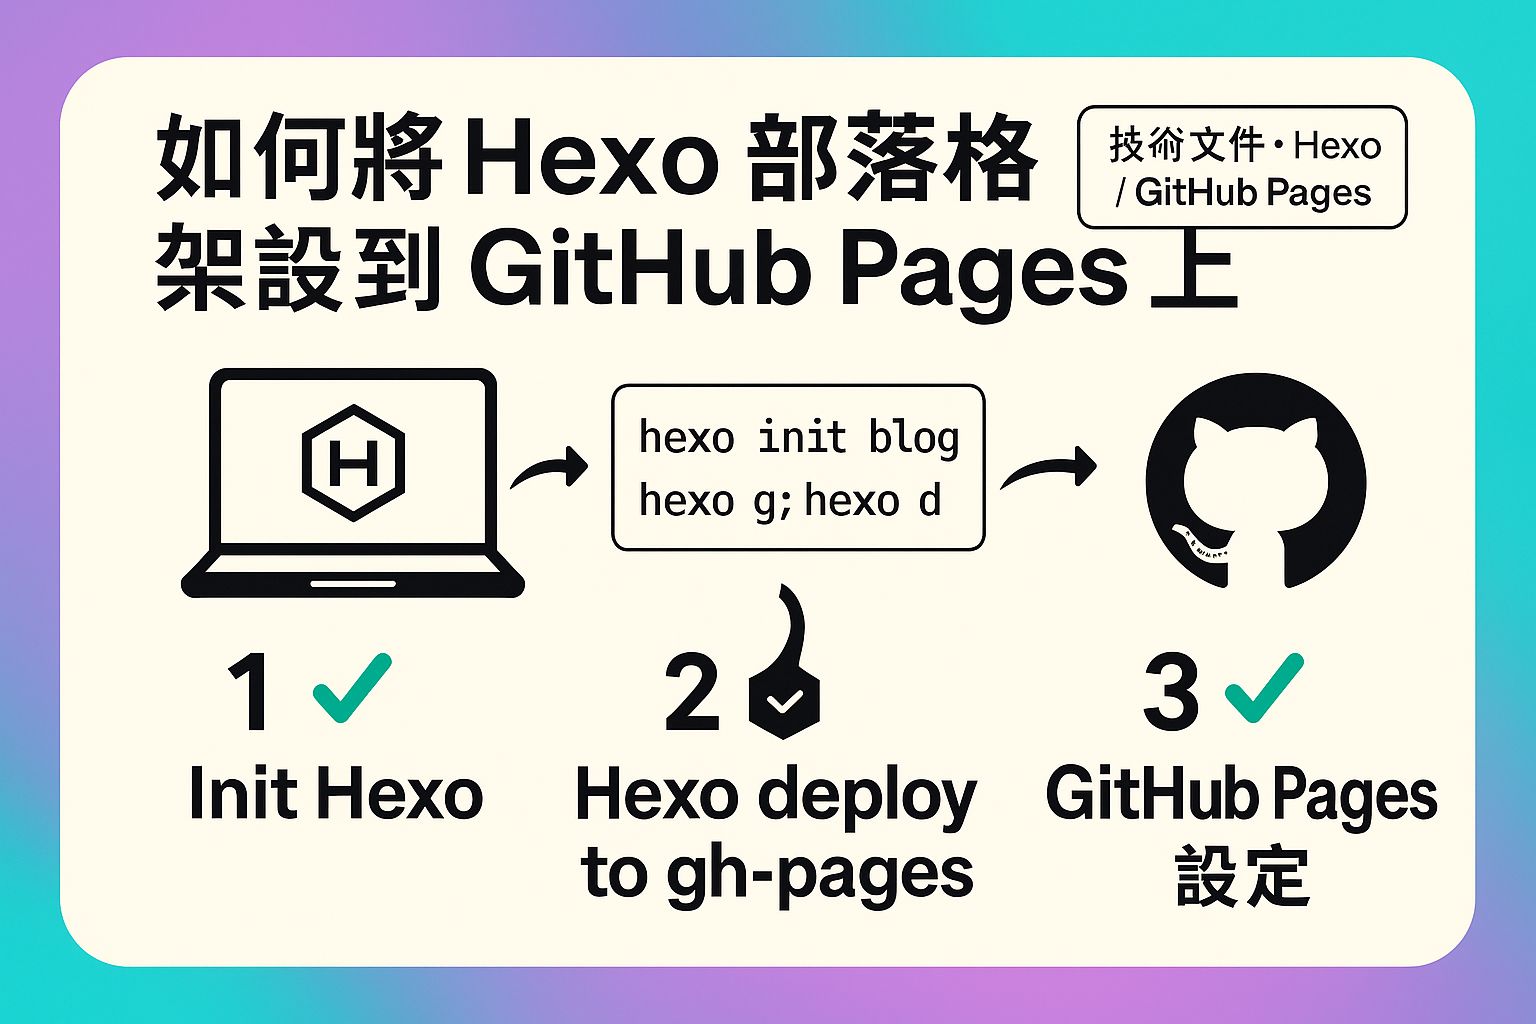 如何將 Hexo 部落格
架設到 GitHub Pages 上
技術文件・Hexo
/ GitHub Pages
H
hexo init blog
hexo g; hexo d
1
Init Hexo
2
Hexo deploy
to gh-pages
3
GitHub Pages
設定